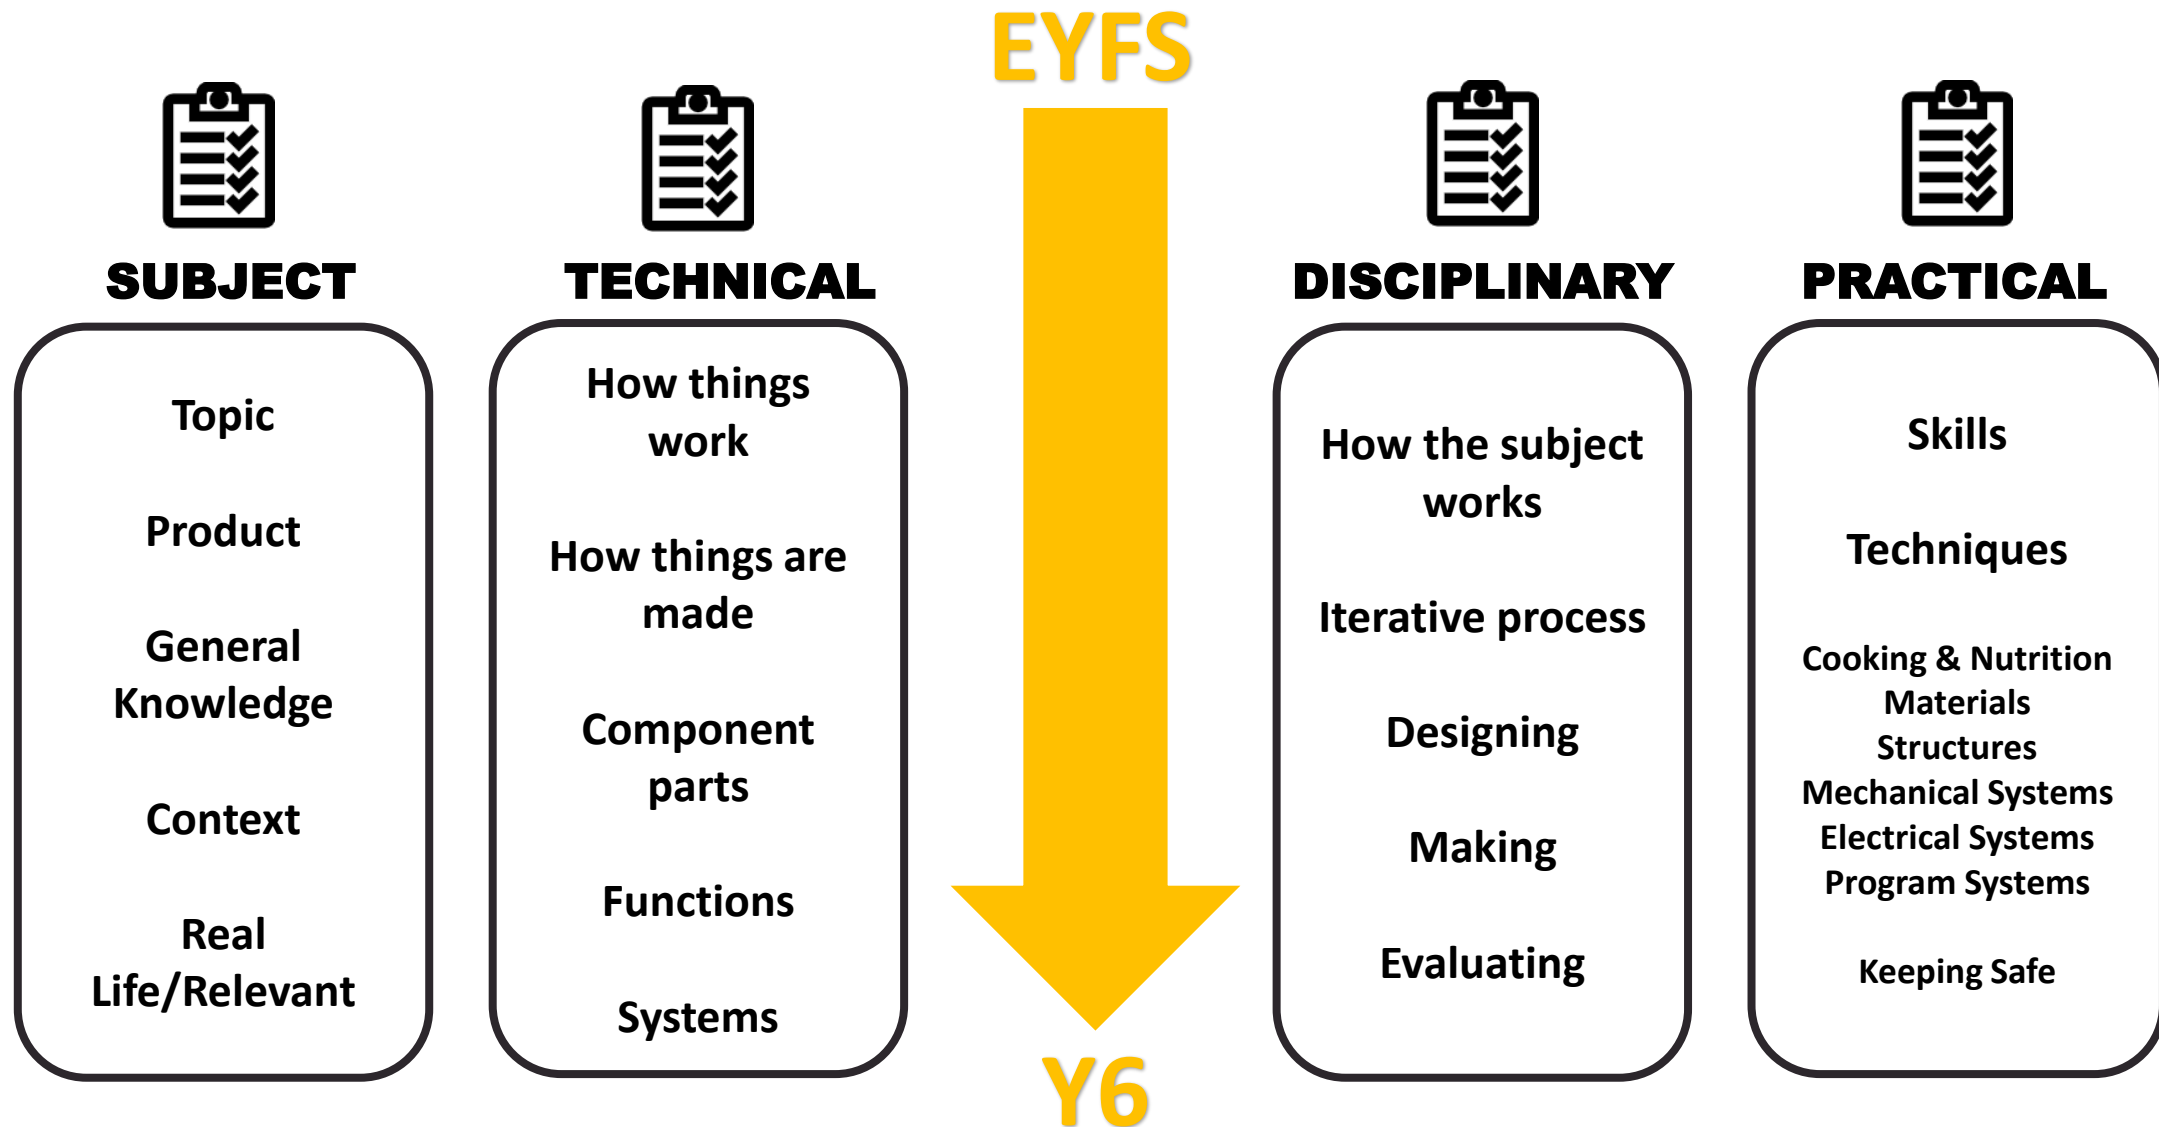 EYFS
SUBJECT
Topic
Product
General
Knowledge
Context
Real
Life/Relevant
TECHNICAL
How things
work
How things are
made
Component
parts
Functions
Systems
DISCIPLINARY
How the subject
works
Iterative process
Designing
Making
Evaluating
PRACTICAL
Skills
Techniques
Cooking & Nutrition
Materials
Structures
Mechanical Systems
Electrical Systems
Program Systems
Keeping Safe
Y6